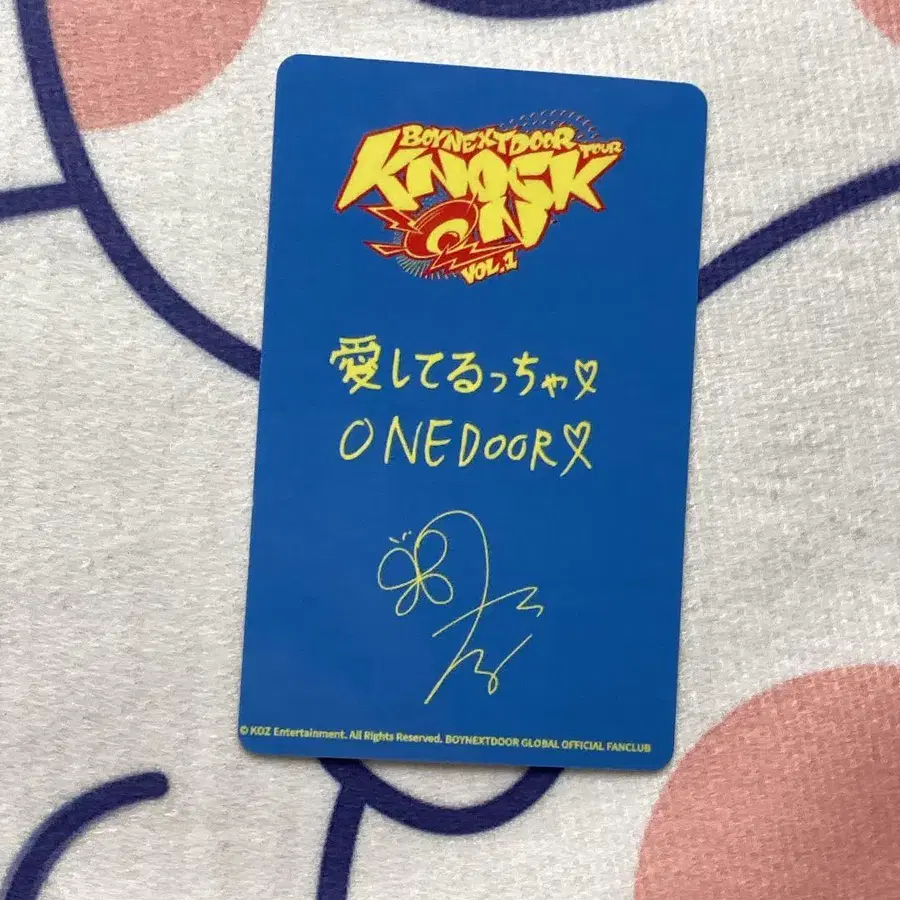 BOYNEXTDOOR
TOUR
KNOCK
ON
VOL.1
愛してるっちゃ♡
ONEDOOR♡
© KOZ Entertainment. All Rights Reserved. BOYNEXTDOOR GLOBAL OFFICIAL FANCLUB